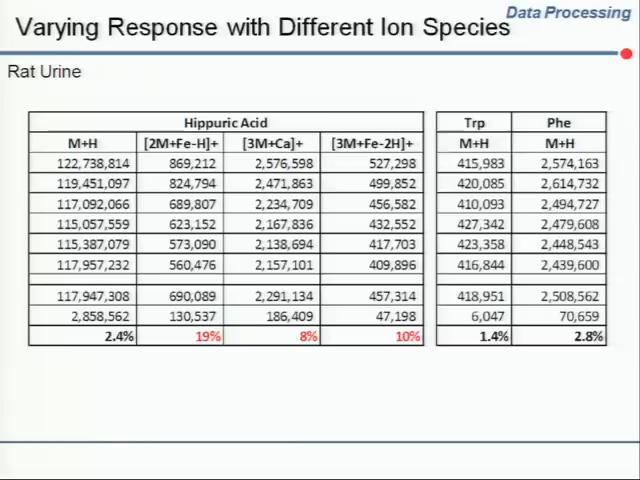 Data Processing
Varying Response with Different Ion Species
Rat Urine
Hippuric Acid Trp Phe
M+H [2M+Fe-H]+ [3M+Ca]+ [3M+Fe-2H]+ M+H M+H
122,738,814 869,212 2,576,598 527,298 415,983 2,574,163
119,451,097 824,794 2,471,863 499,852 420,085 2,614,732
117,092,066 689,807 2,234,709 456,582 410,093 2,494,727
115,057,559 623,152 2,167,836 432,552 427,342 2,479,608
115,387,079 573,090 2,138,694 417,703 423,358 2,448,543
117,957,232 560,476 2,157,101 409,896 416,844 2,439,600
117,947,308 690,089 2,291,134 457,314 418,951 2,508,562
2,858,562 130,537 186,409 47,198 6,047 70,659
2.4% 19% 8% 10% 1.4% 2.8%